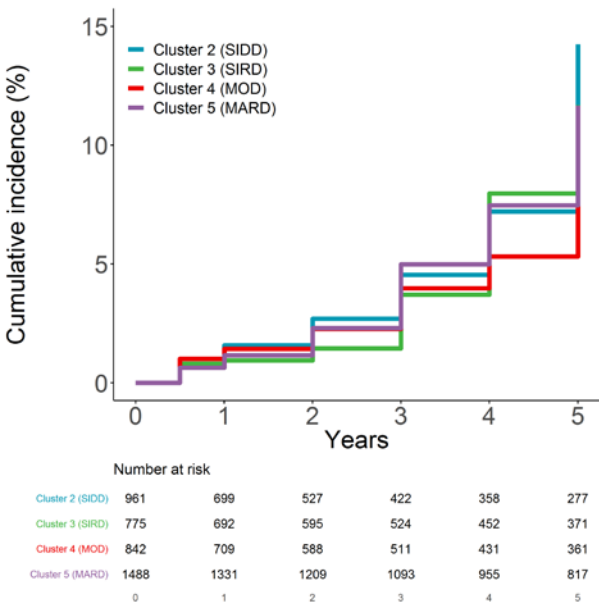 Cumulative incidence (%)
15
10
5
0
Cluster 2 (SIDD)
Cluster 3 (SIRD)
Cluster 4 (MOD)
Cluster 5 (MARD)
0 1 2 3 4 5
Years
Number at risk
Cluster 2 (SIDD) 961 699 527 422 358 277
Cluster 3 (SIRD) 775 692 595 524 452 371
Cluster 4 (MOD) 842 709 588 511 431 361
Cluster 5 (MARD) 1488 1331 1209 1093 955 817
0 1 2 3 4 5